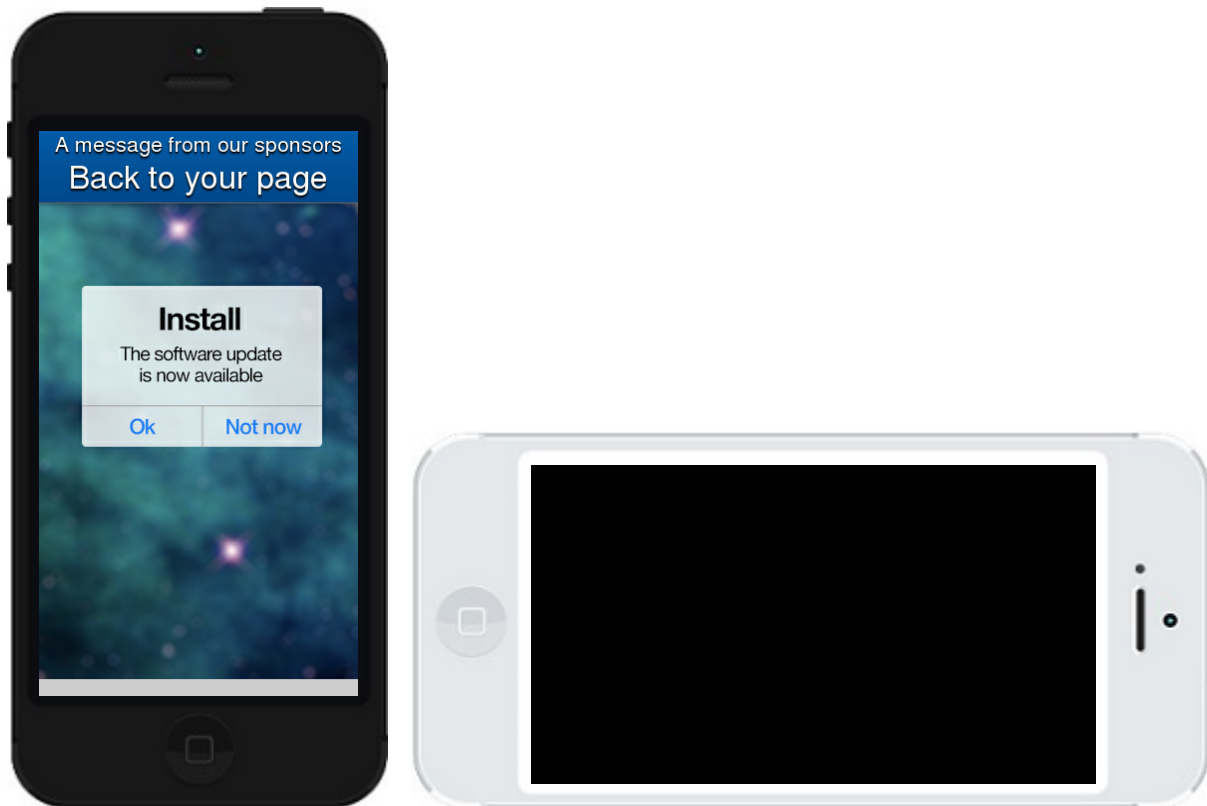 A message from our sponsors
Back to your page
Install
The software update
is now available
Ok
Not now